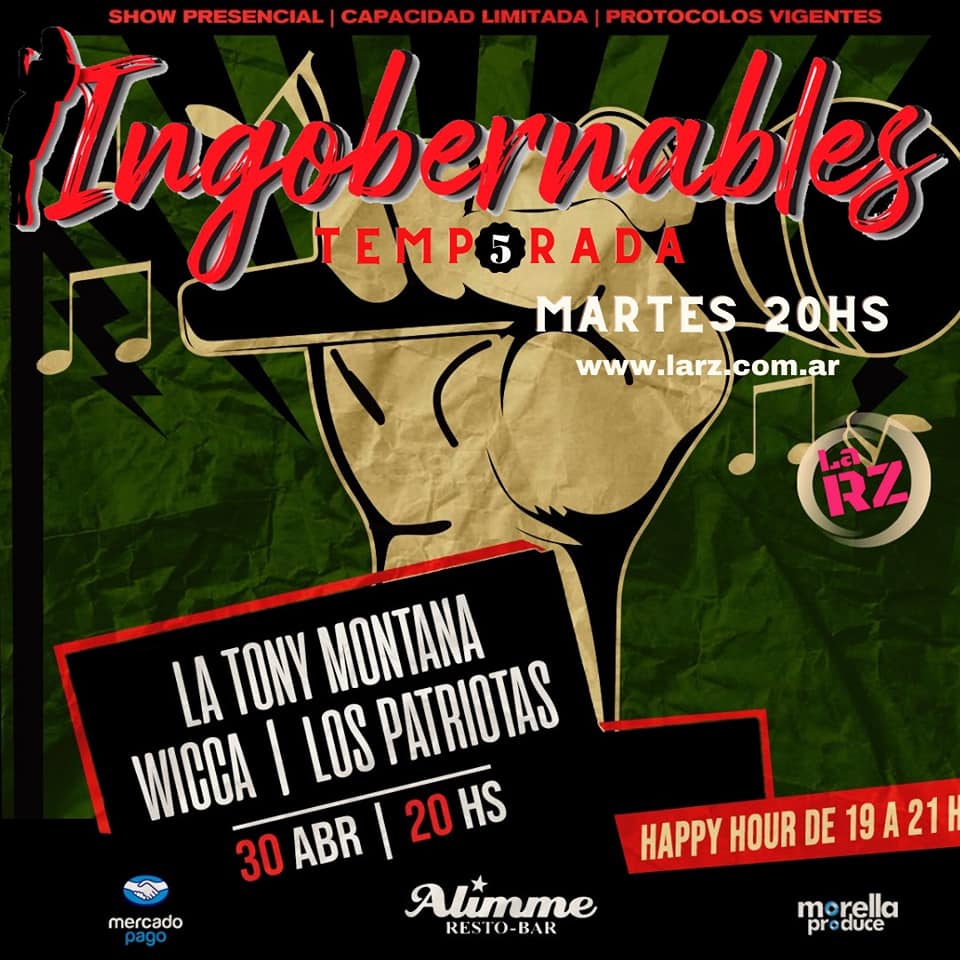 SHOW PRESENCIAL | CAPACIDAD LIMITADA | PROTOCOLOS VIGENTES
Ingobernables
TEMP5RADA
MARTES 20HS
www.larz.com.ar
La
RZ
LA TONY MONTANA
WICCA | LOS PATRIOTAS
30 ABR | 20 HS
HAPPY HOUR DE 19 A 21 H
mercado
pago
Alimme
RESTO-BAR
morella
produce